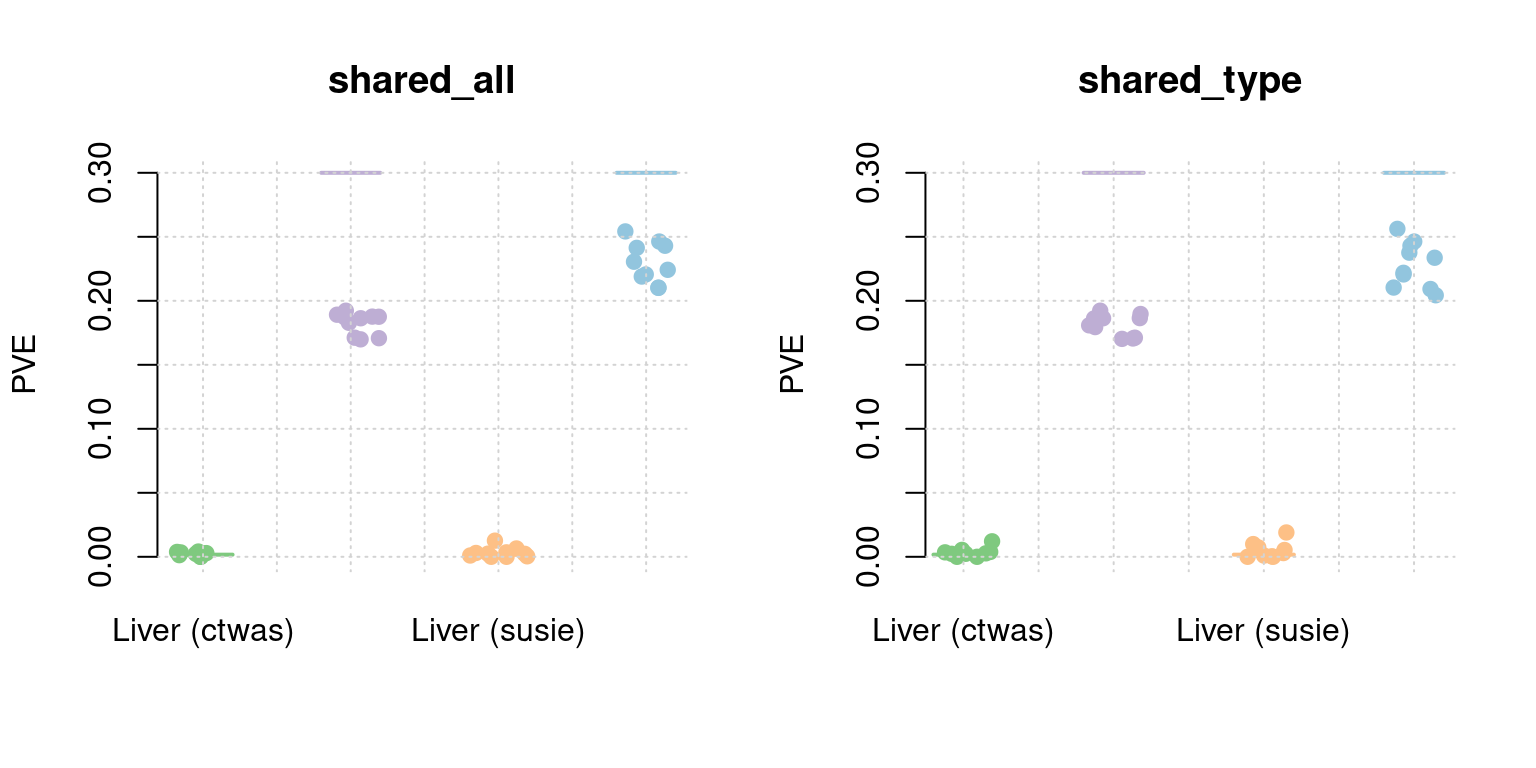 shared_all
PVE
0.30
0.20
0.10
0.00
Liver (ctwas)
Liver (susie)
shared_type
PVE
0.30
0.20
0.10
0.00
Liver (ctwas)
Liver (susie)